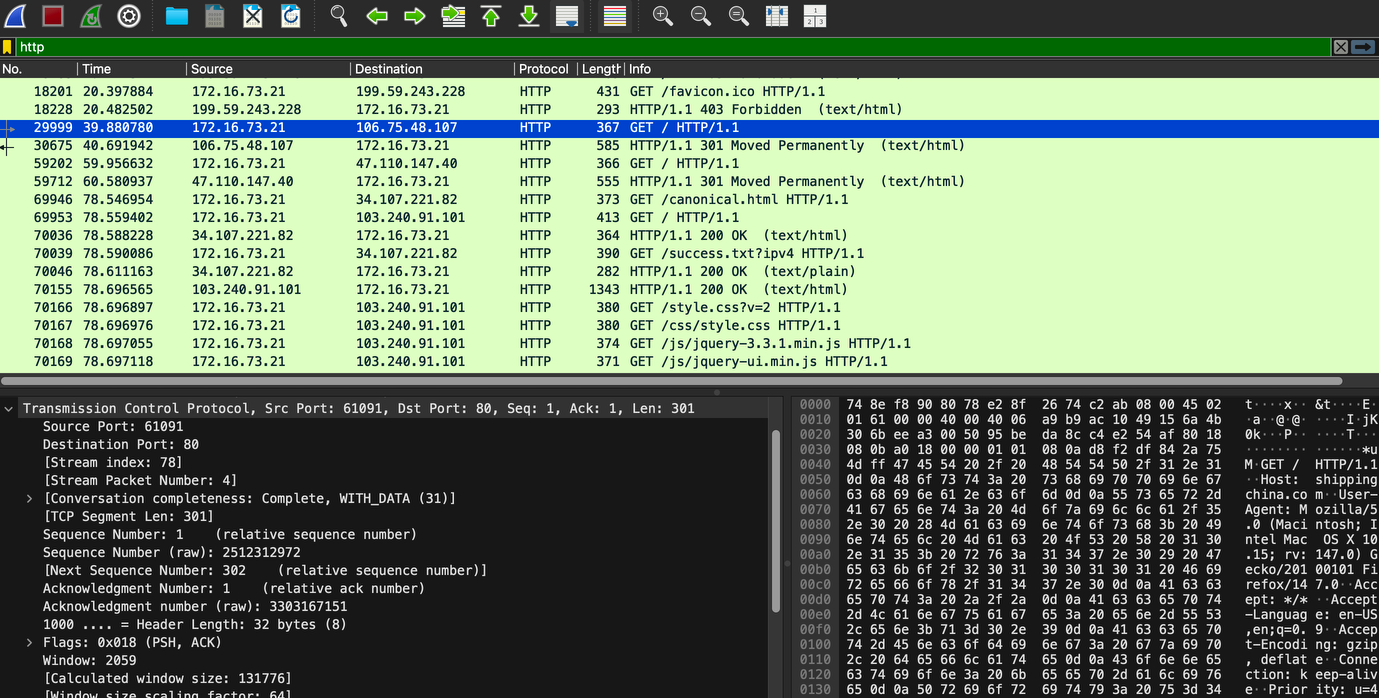 http
No. Time Source Destination Protocol Length Info
18201 20.397884 172.16.73.21 199.59.243.228 HTTP 431 GET /favicon.ico HTTP/1.1
18228 20.482502 199.59.243.228 172.16.73.21 HTTP 293 HTTP/1.1 403 Forbidden (text/html)
29999 39.880780 172.16.73.21 106.75.48.107 HTTP 367 GET / HTTP/1.1
30675 40.691942 106.75.48.107 172.16.73.21 HTTP 585 HTTP/1.1 301 Moved Permanently (text/html)
59202 59.956632 172.16.73.21 47.110.147.40 HTTP 366 GET / HTTP/1.1
59712 60.580937 47.110.147.40 172.16.73.21 HTTP 555 HTTP/1.1 301 Moved Permanently (text/html)
69946 78.546954 172.16.73.21 34.107.221.82 HTTP 373 GET /canonical.html HTTP/1.1
69953 78.559402 172.16.73.21 103.240.91.101 HTTP 413 GET / HTTP/1.1
70036 78.588228 34.107.221.82 172.16.73.21 HTTP 364 HTTP/1.1 200 OK (text/html)
70039 78.590086 172.16.73.21 34.107.221.82 HTTP 390 GET /success.txt?ipv4 HTTP/1.1
70046 78.611163 34.107.221.82 172.16.73.21 HTTP 282 HTTP/1.1 200 OK (text/plain)
70155 78.696565 103.240.91.101 172.16.73.21 HTTP 1343 HTTP/1.1 200 OK (text/html)
70166 78.696897 172.16.73.21 103.240.91.101 HTTP 380 GET /style.css?v=2 HTTP/1.1
70167 78.696976 172.16.73.21 103.240.91.101 HTTP 380 GET /css/style.css HTTP/1.1
70168 78.697055 172.16.73.21 103.240.91.101 HTTP 374 GET /js/jquery-3.3.1.min.js HTTP/1.1
70169 78.697118 172.16.73.21 103.240.91.101 HTTP 371 GET /js/jquery-ui.min.js HTTP/1.1
Transmission Control Protocol, Src Port: 61091, Dst Port: 80, Seq: 1, Ack: 1, Len: 301
Source Port: 61091
Destination Port: 80
[Stream index: 78]
[Stream Packet Number: 4]
[Conversation completeness: Complete, WITH_DATA (31)]
[TCP Segment Len: 301]
Sequence Number: 1 (relative sequence number)
Sequence Number (raw): 2512312972
[Next Sequence Number: 302 (relative sequence number)]
Acknowledgment Number: 1 (relative ack number)
Acknowledgment number (raw): 3303167151
1000 .... = Header Length: 32 bytes (8)
Flags: 0x018 (PSH, ACK)
Window: 2059
[Calculated window size: 131776]
[Window size scaling factor: 64]
0000 74 8e f8 90 80 78 e2 8f 26 74 c2 ab 08 00 45 02 t····x·· &t····E·
0010 01 61 00 00 40 00 40 06 a9 b9 ac 10 49 15 6a 4b ·a··@·@· ····I·jK
0020 30 6b ee a3 00 50 95 be da 8c c4 e2 54 af 80 18 0k···P·· ····T···
0030 08 0b a0 18 00 00 01 01 08 0a d8 f2 df 84 2a 75 ········ ······*u
0040 4d ff 47 45 54 20 2f 20 48 54 54 50 2f 31 2e 31 M·GET / HTTP/1.1
0050 0d 0a 48 6f 73 74 3a 20 73 68 69 70 70 69 6e 67 ··Host: shipping
0060 63 68 69 6e 61 2e 63 6f 6d 0d 0a 55 73 65 72 2d china.co m··User-
0070 41 67 65 6e 74 3a 20 4d 6f 7a 69 6c 6c 61 2f 35 Agent: M ozilla/5
0080 2e 30 20 28 4d 61 63 69 6e 74 6f 73 68 3b 20 49 .0 (Maci ntosh; I
0090 6e 74 65 6c 20 4d 61 63 20 4f 53 20 58 20 31 30 ntel Mac OS X 10
00a0 2e 31 35 3b 20 72 76 3a 31 34 37 2e 30 29 20 47 .15; rv: 147.0) G
00b0 65 63 6b 6f 2f 32 30 31 30 30 31 30 31 20 46 69 ecko/201 00101 Fi
00c0 72 65 66 6f 78 2f 31 34 37 2e 30 0d 0a 41 63 63 refox/14 7.0··Acc
00d0 65 70 74 3a 20 2a 2f 2a 0d 0a 41 63 63 65 70 74 ept: */* ··Accept
00e0 2d 4c 61 6e 67 75 61 67 65 3a 20 65 6e 2d 55 53 -Languag e: en-US
00f0 2c 65 6e 3b 71 3d 30 2e 39 0d 0a 41 63 63 65 70 ,en;q=0. 9··Accep
0100 74 2d 45 6e 63 6f 64 69 6e 67 3a 20 67 7a 69 70 t-Encodi ng: gzip
0110 2c 20 64 65 66 6c 61 74 65 0d 0a 43 6f 6e 6e 65 , deflat e··Conne
0120 63 74 69 6f 6e 3a 20 6b 65 65 70 2d 61 6c 69 76 ction: k eep-aliv
0130 65 0d 0a 50 72 69 6f 72 69 74 79 3a 20 75 3d 34 e··Prior ity: u=4